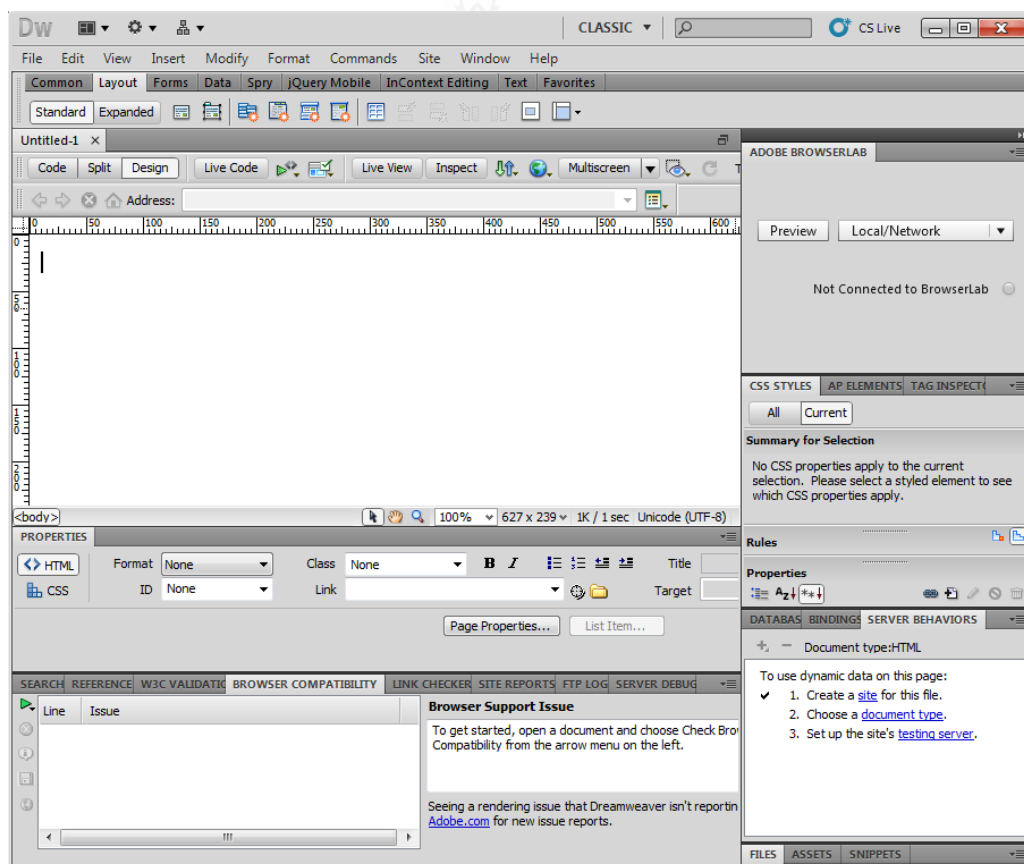 Dw CLASSIC CS Live
File Edit View Insert Modify Format Commands Site Window Help
Common Layout Forms Data Spry jQuery Mobile InContext Editing Text Favorites
Standard Expanded
Untitled-1
Code Split Design Live Code Live View Inspect Multiscreen
Address:
0 50 100 150 200 250 300 350 400 450 500 550 600
0
50
100
150
200
<body> 100% 627 x 239 1K / 1 sec Unicode (UTF-8)
PROPERTIES
HTML Format None Class None B I Title
CSS ID None Link Target
Page Properties... List Item...
SEARCH REFERENCE W3C VALIDATIO BROWSER COMPATIBILITY LINK CHECKER SITE REPORTS FTP LOG SERVER DEBUG
Line Issue
Browser Support Issue
To get started, open a document and choose Check Brow
Compatibility from the arrow menu on the left.
Seeing a rendering issue that Dreamweaver isn't reportin
Adobe.com for new issue reports.
ADOBE BROWSERLAB
Preview Local/Network
Not Connected to BrowserLab
CSS STYLES AP ELEMENTS TAG INSPECT
All Current
Summary for Selection
No CSS properties apply to the current
selection. Please select a styled element to see
which CSS properties apply.
Rules
Properties
DATABAS BINDINGS SERVER BEHAVIORS
Document type:HTML
To use dynamic data on this page:
1. Create a site for this file.
2. Choose a document type.
3. Set up the site's testing server.
FILES ASSETS SNIPPETS